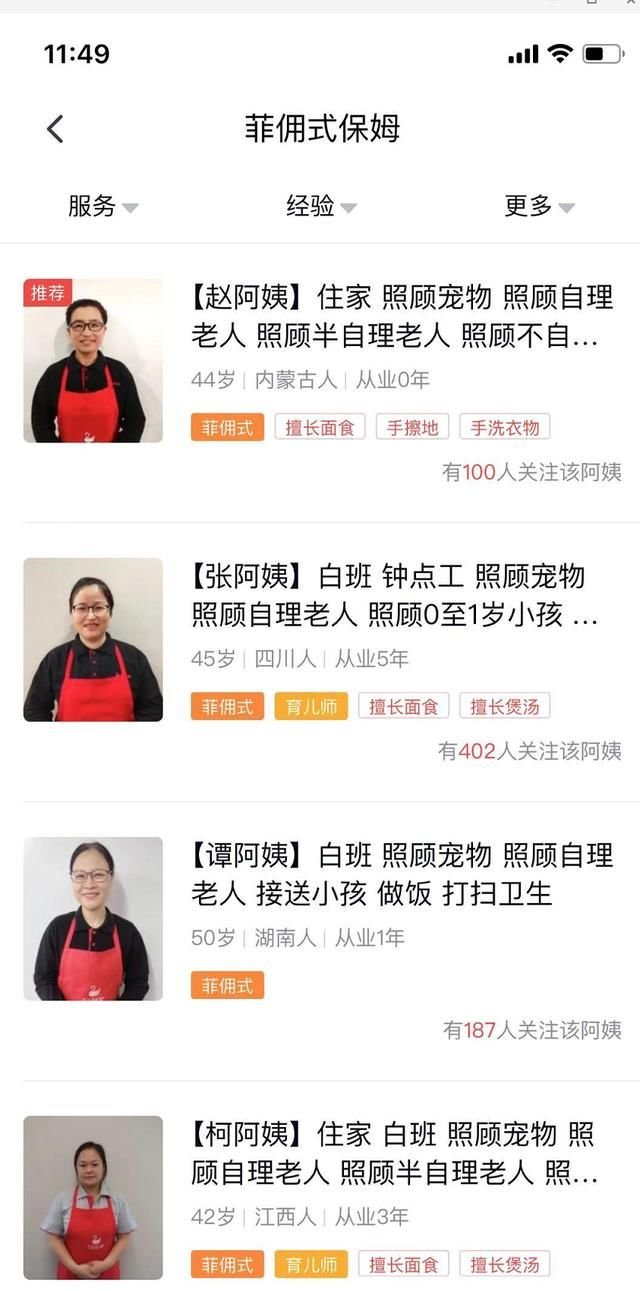 11:49
菲佣式保姆
服务 经验 更多
推荐
【赵阿姨】住家 照顾宠物 照顾自理
老人 照顾半自理老人 照顾不自...
44岁 | 内蒙古人 | 从业0年
菲佣式 擅长面食 手擦地 手洗衣物
有100人关注该阿姨
【张阿姨】白班 钟点工 照顾宠物
照顾自理老人 照顾0至1岁小孩 ...
45岁 | 四川人 | 从业5年
菲佣式 育儿师 擅长面食 擅长煲汤
有402人关注该阿姨
【谭阿姨】白班 照顾宠物 照顾自理
老人 接送小孩 做饭 打扫卫生
50岁 | 湖南人 | 从业1年
菲佣式
有187人关注该阿姨
【柯阿姨】住家 白班 照顾宠物 照
顾自理老人 照顾半自理老人 照...
42岁 | 江西人 | 从业3年
菲佣式 育儿师 擅长面食 擅长煲汤